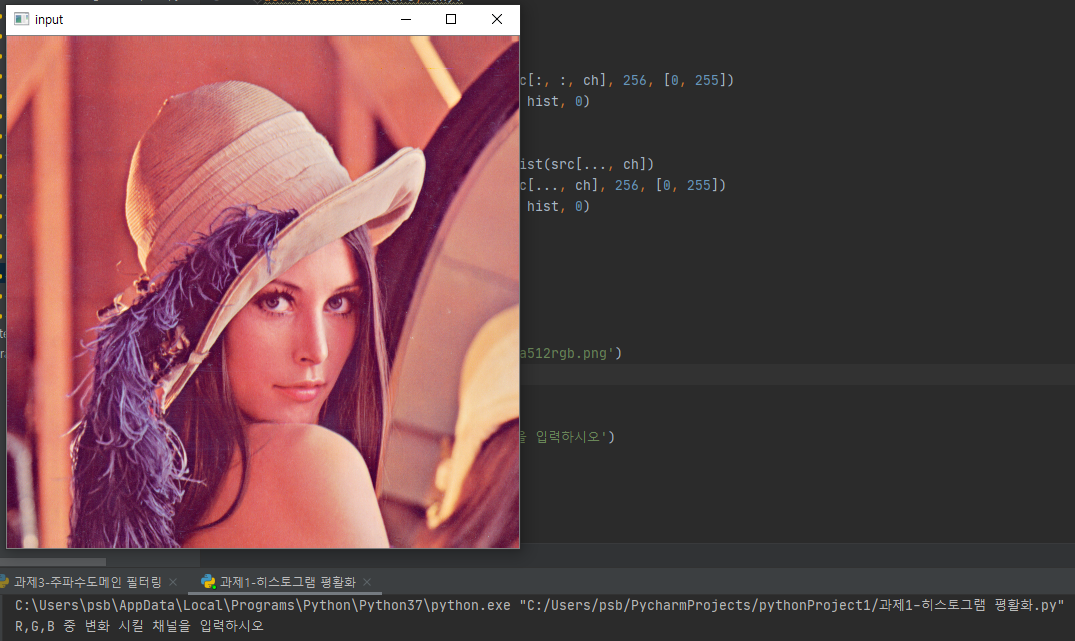 input
c[:, :, ch], 256, [0, 255])
hist, 0)
ist(src[..., ch])
c[..., ch], 256, [0, 255])
hist, 0)
a512rgb.png')
을 입력하시오')
과제3-주파수도메인 필터링
과제1-히스토그램 평활화
C:\Users\psb\AppData\Local\Programs\Python\Python37\python.exe "C:/Users/psb/PycharmProjects/pythonProject1/과제1-히스토그램 평활화.py"
R,G,B 중 변화 시킬 채널을 입력하시오